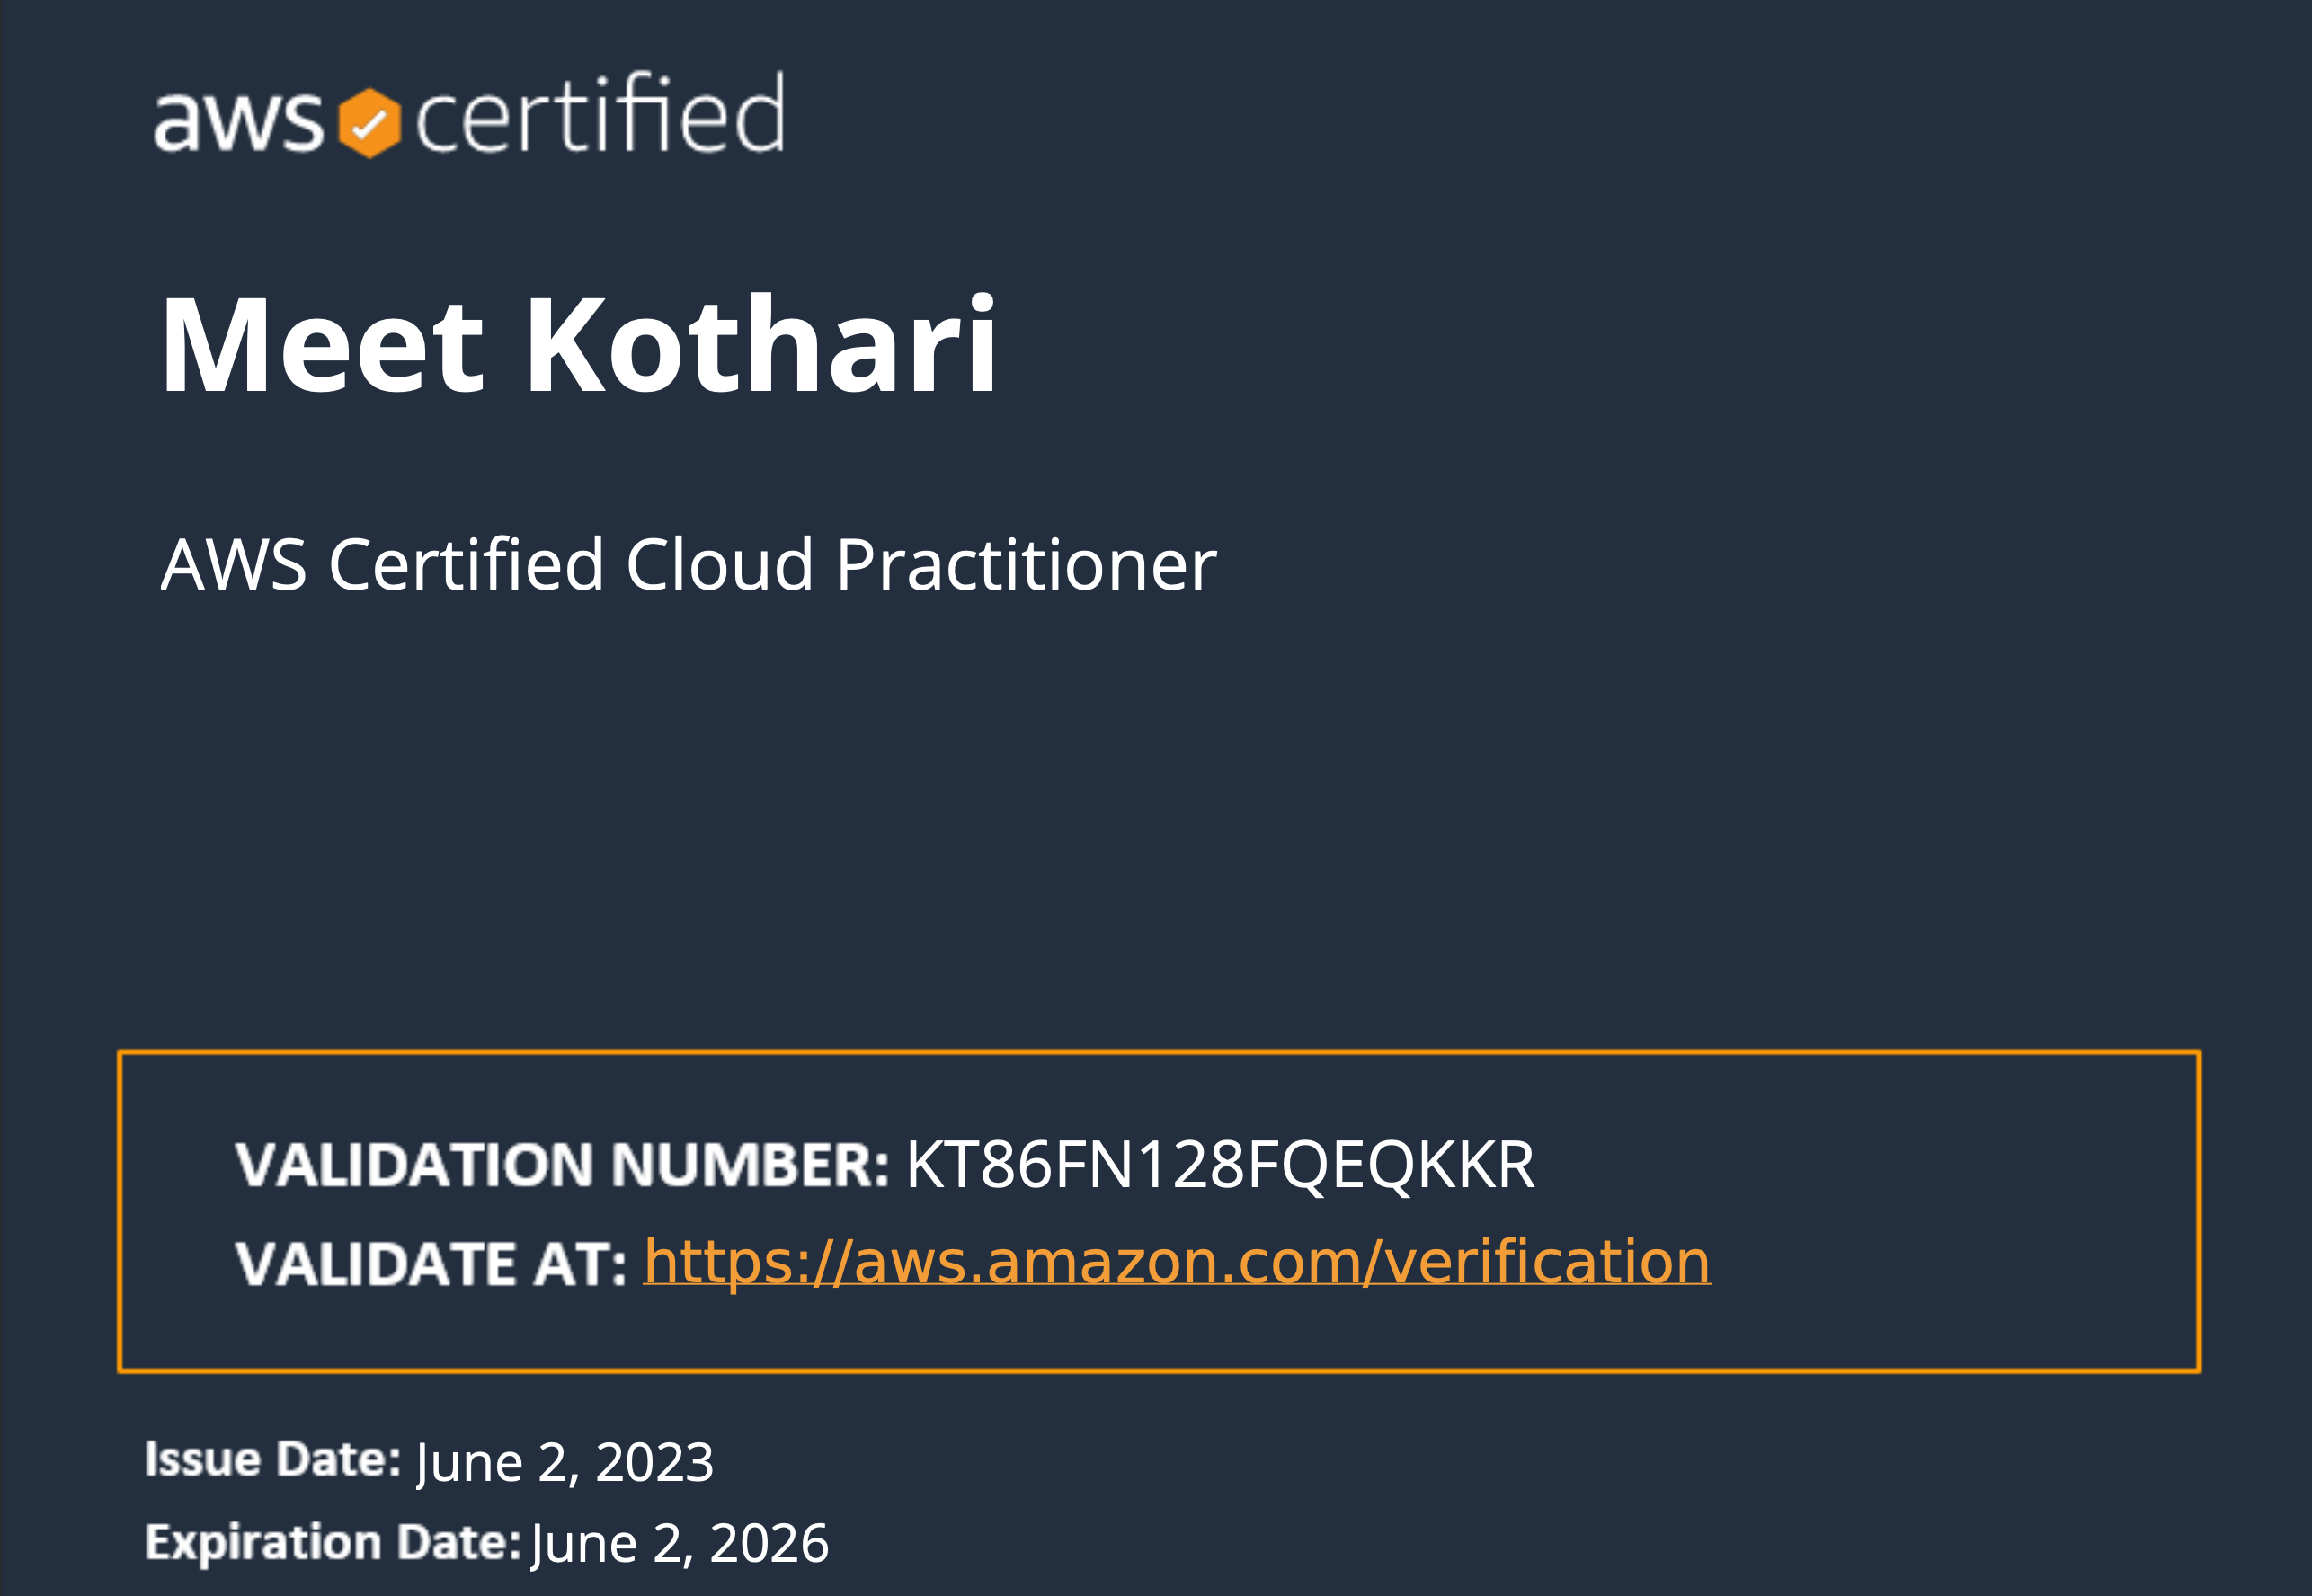 aws certified
Meet Kothari
AWS Certified Cloud Practitioner
VALIDATION NUMBER: KT86FN128FQEQKKR
VALIDATE AT: https://aws.amazon.com/verification
Issue Date: June 2, 2023
Expiration Date: June 2, 2026